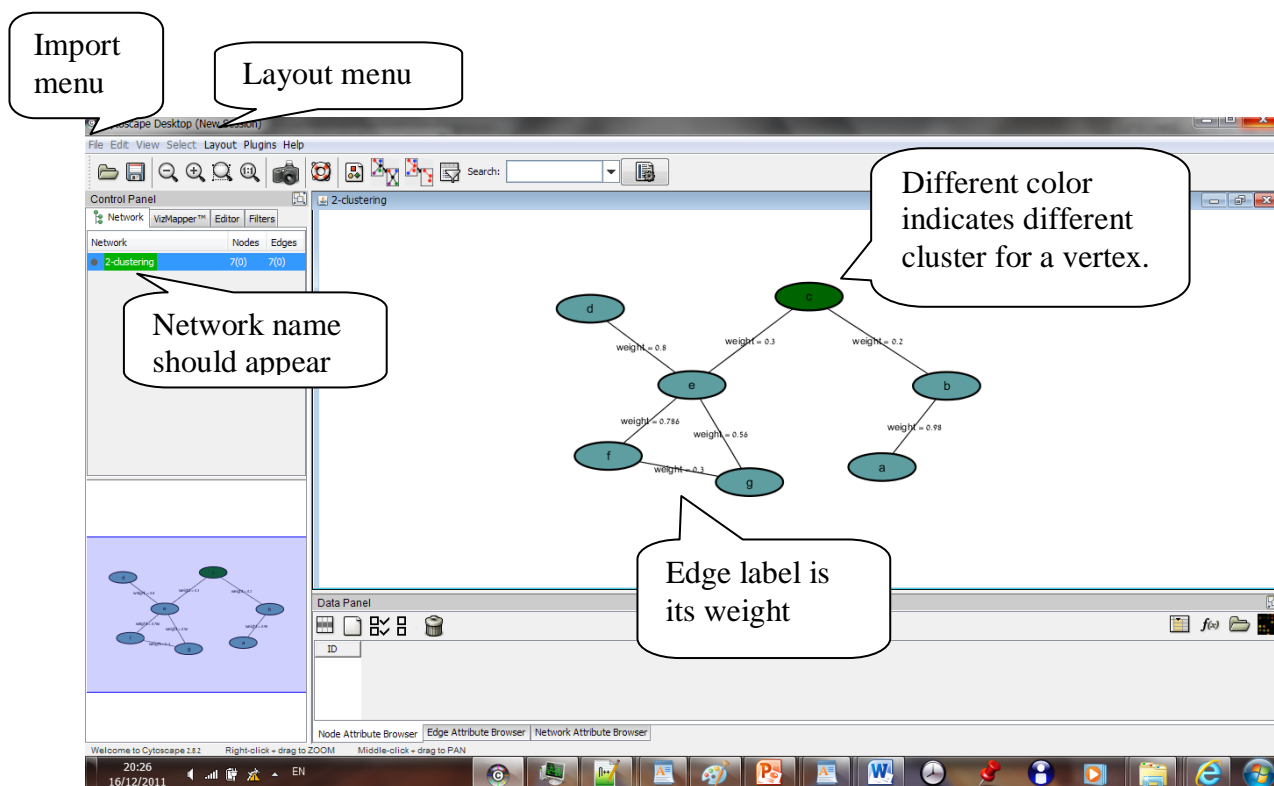 Import
menu
Layout menu
Cytoscape Desktop (New Session)
File Edit View Select Layout Plugins Help
Search:
Control Panel
2-clustering
Network VizMapper™ Editor Filters
Network Nodes Edges
2-clustering 7(0) 7(0)
Different color
indicates different
cluster for a vertex.
Network name
should appear
c
d
weight = 0.8
weight = 0.3
weight = 0.2
e
b
weight = 0.786
weight = 0.56
weight = 0.98
f
weight = 0.3
a
g
Edge label is
its weight
Data Panel
f(x)
ID
Node Attribute Browser Edge Attribute Browser Network Attribute Browser
Welcome to Cytoscape 2.8.2 Right-click + drag to ZOOM Middle-click + drag to PAN
20:26
16/12/2011
EN